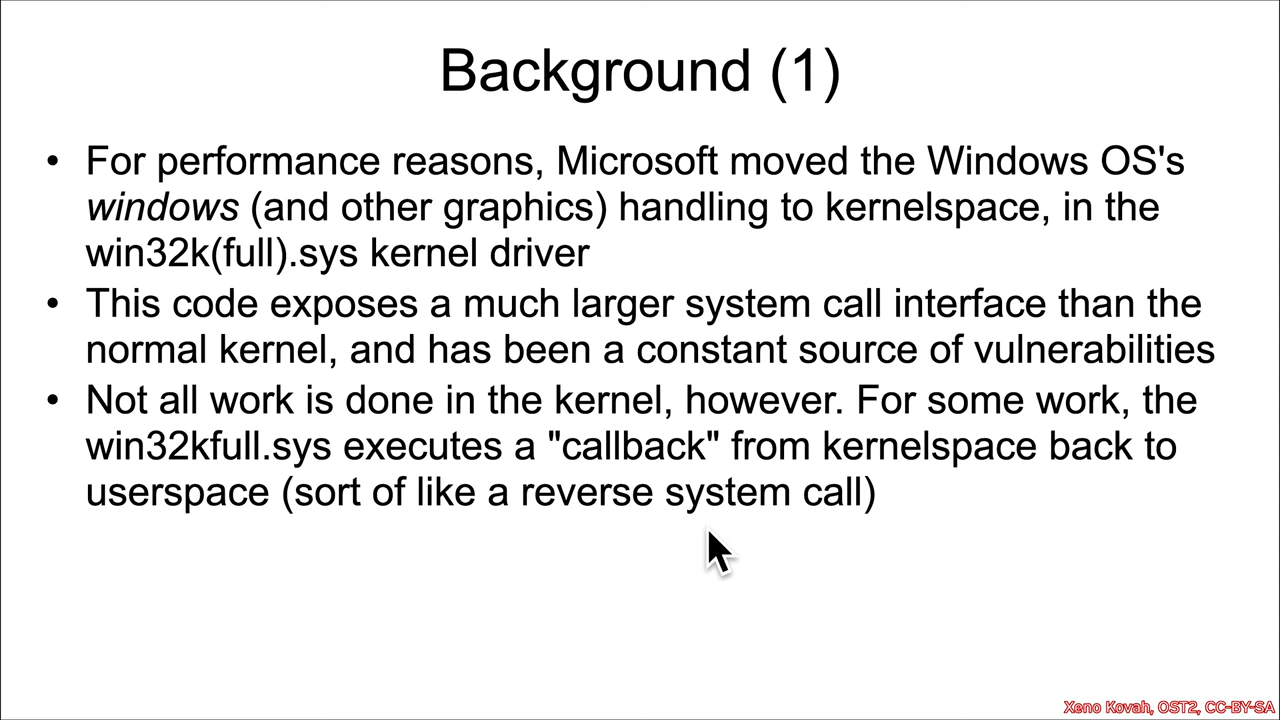 Background (1)
• For performance reasons, Microsoft moved the Windows OS's
windows (and other graphics) handling to kernelspace, in the
win32k(full).sys kernel driver
• This code exposes a much larger system call interface than the
normal kernel, and has been a constant source of vulnerabilities
• Not all work is done in the kernel, however. For some work, the
win32kfull.sys executes a "callback" from kernelspace back to
userspace (sort of like a reverse system call)
Xeno Kovah, OST2, CC-BY-SA